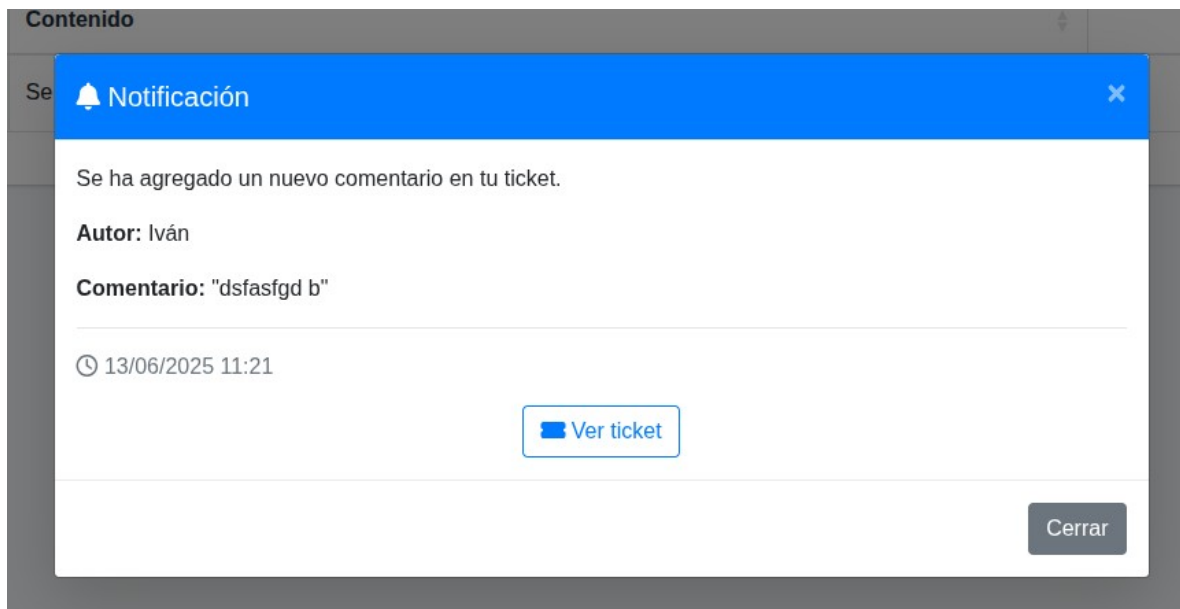 Contenido
Se
Notificación
×
Se ha agregado un nuevo comentario en tu ticket.
Autor: Iván
Comentario: "dsfasfgd b"
13/06/2025 11:21
Ver ticket
Cerrar